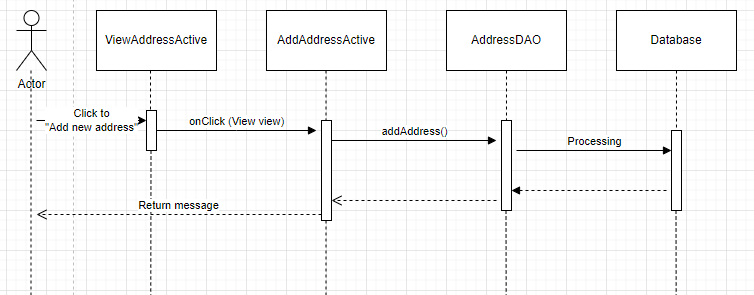 ViewAddressActive
AddAddressActive
AddressDAO
Database
Actor
Click to
"Add new address"
onClick (View view)
addAddress()
Processing
Return message